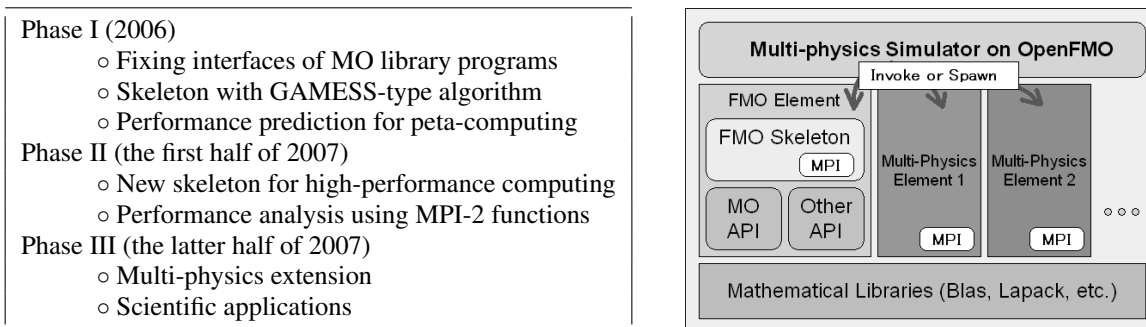 Phase I (2006)
◦ Fixing interfaces of MO library programs
◦ Skeleton with GAMESS-type algorithm
◦ Performance prediction for peta-computing
Phase II (the first half of 2007)
◦ New skeleton for high-performance computing
◦ Performance analysis using MPI-2 functions
Phase III (the latter half of 2007)
◦ Multi-physics extension
◦ Scientific applications
Multi-physics Simulator on OpenFMO
Invoke or Spawn
FMO Element
FMO Skeleton
MPI
MO
API
Other
API
Multi-Physics
Element 1
MPI
Multi-Physics
Element 2
MPI
Mathematical Libraries (Blas, Lapack, etc.)